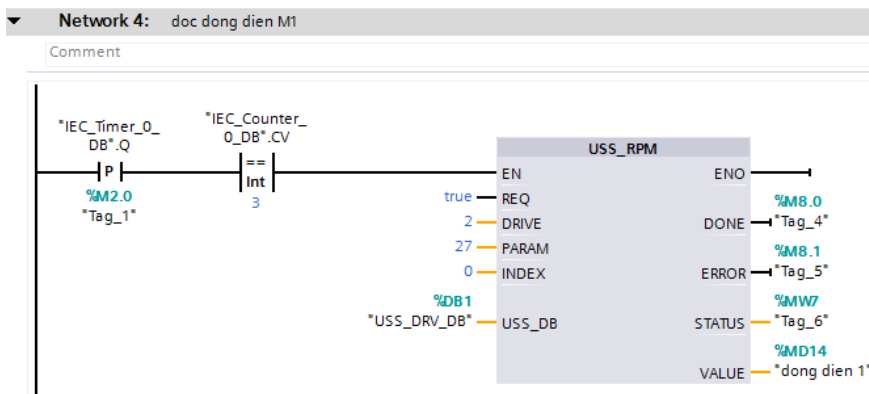 Network 4: doc dong dien M1
Comment
"IEC_Timer_0_
DB".Q
P
%M2.0
"Tag_1"
"IEC_Counter_
0_DB".CV
==
Int
3
USS_RPM
EN ENO
true REQ
%M8.0
2 DRIVE DONE "Tag_4"
27 PARAM
%M8.1
0 INDEX ERROR "Tag_5"
%DB1 %MW7
"USS_DRV_DB" USS_DB STATUS "Tag_6"
%MD14
VALUE "dong dien 1"